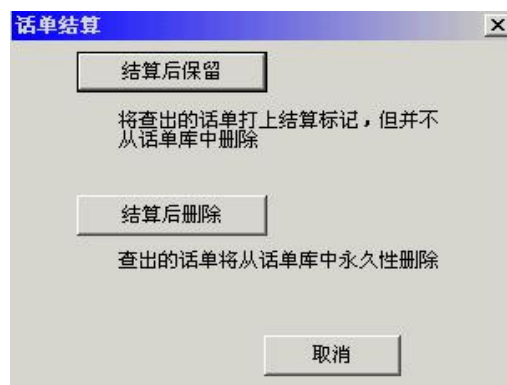 话单结算
结算后保留
将查出的话单打上结算标记，但并不
从话单库中删除
结算后删除
查出的话单将从话单库中永久性删除
取消